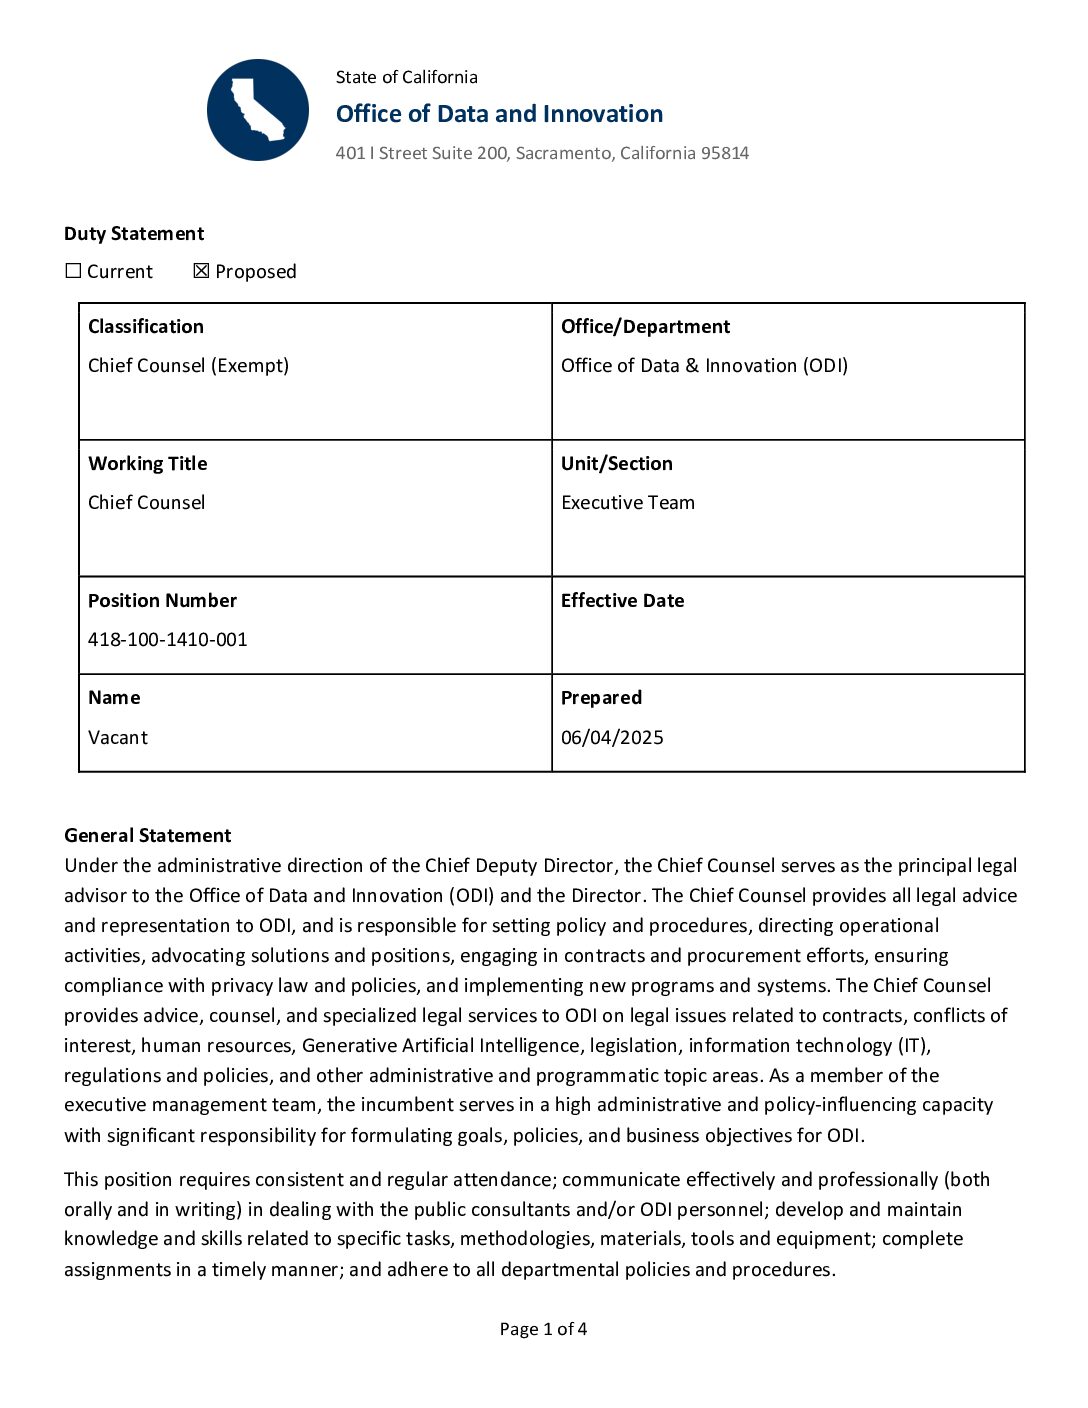 State of California
Office of Data and Innovation
401 I Street Suite 200, Sacramento, California 95814
Duty Statement
☐ Current ☒ Proposed
Classification
Chief Counsel (Exempt)
Office/Department
Office of Data & Innovation (ODI)
Working Title
Chief Counsel
Unit/Section
Executive Team
Position Number
418-100-1410-001
Effective Date
Name
Vacant
Prepared
06/04/2025
General Statement
Under the administrative direction of the Chief Deputy Director, the Chief Counsel serves as the principal legal
advisor to the Office of Data and Innovation (ODI) and the Director. The Chief Counsel provides all legal advice
and representation to ODI, and is responsible for setting policy and procedures, directing operational
activities, advocating solutions and positions, engaging in contracts and procurement efforts, ensuring
compliance with privacy law and policies, and implementing new programs and systems. The Chief Counsel
provides advice, counsel, and specialized legal services to ODI on legal issues related to contracts, conflicts of
interest, human resources, Generative Artificial Intelligence, legislation, information technology (IT),
regulations and policies, and other administrative and programmatic topic areas. As a member of the
executive management team, the incumbent serves in a high administrative and policy-influencing capacity
with significant responsibility for formulating goals, policies, and business objectives for ODI.
This position requires consistent and regular attendance; communicate effectively and professionally (both
orally and in writing) in dealing with the public consultants and/or ODI personnel; develop and maintain
knowledge and skills related to specific tasks, methodologies, materials, tools and equipment; complete
assignments in a timely manner; and adhere to all departmental policies and procedures.
Page 1 of 4